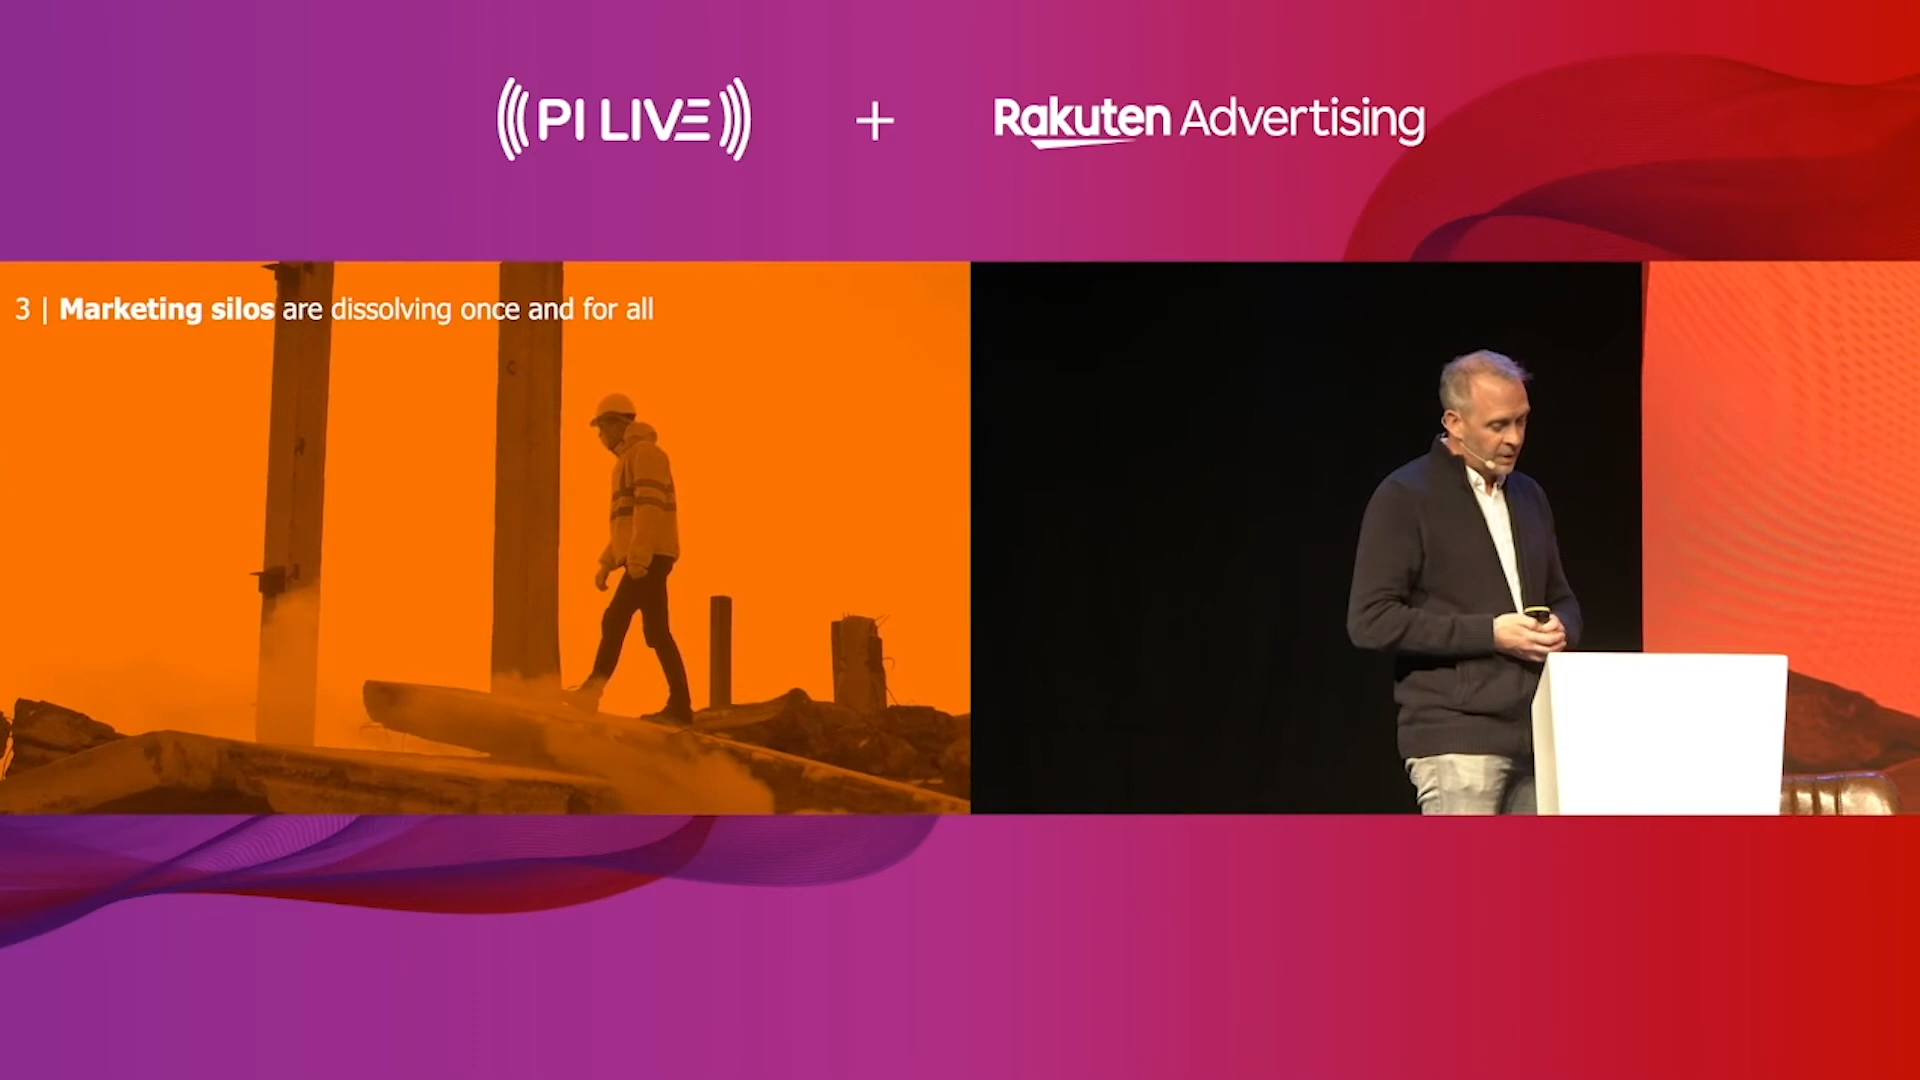 PI LIVE + Rakuten Advertising
3 | Marketing silos are dissolving once and for all